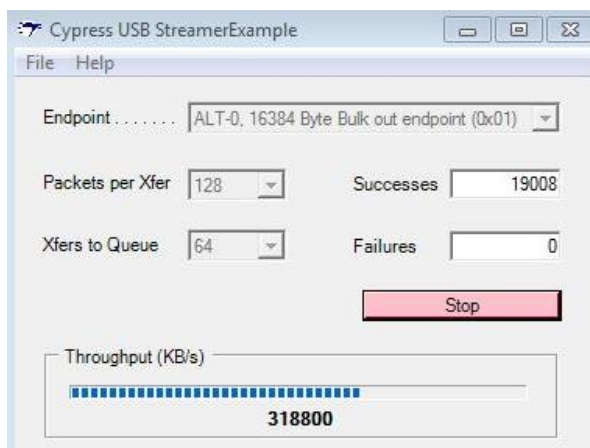 Cypress USB StreamerExample
File Help
Endpoint . . . . . . . ALT-0, 16384 Byte Bulk out endpoint (0x01)
Packets per Xfer 128 Successes 19008
Xfers to Queue 64 Failures 0
Stop
Throughput (KB/s)
318800